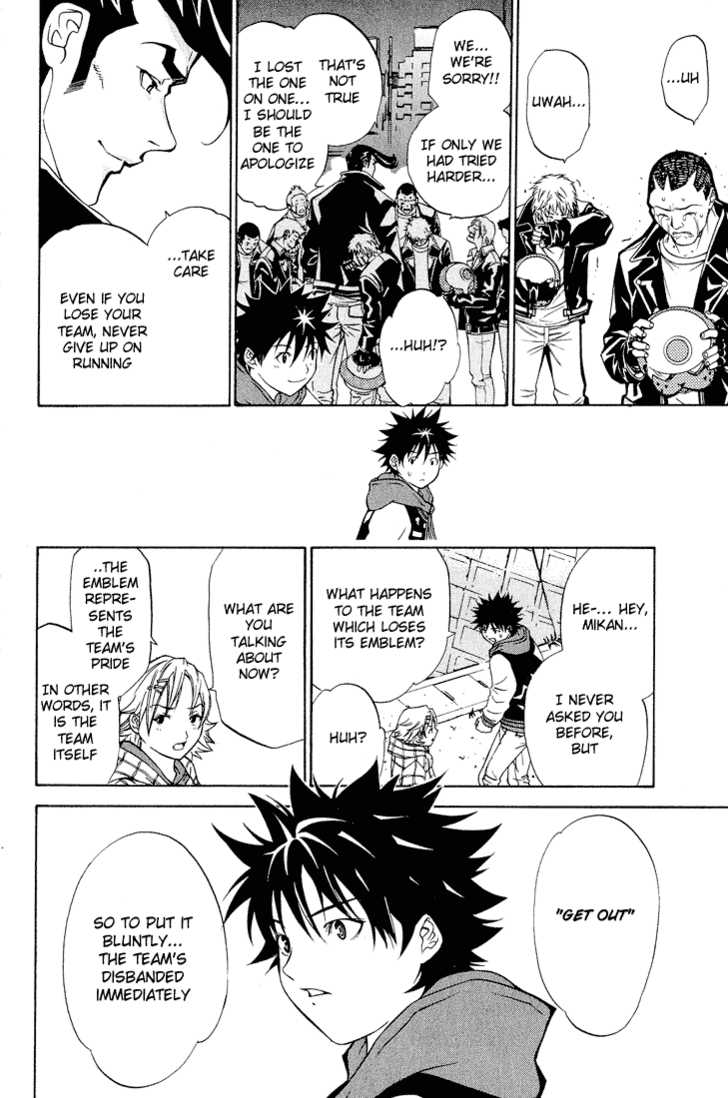 ...UH
UWAH...
WE...
WE'RE
SORRY!!
IF ONLY WE
HAD TRIED
HARDER...
THAT'S
NOT
TRUE
I LOST
THE ONE
ON ONE...
I SHOULD
BE THE
ONE TO
APOLOGIZE
...HUH!?
...TAKE
CARE
EVEN IF YOU
LOSE YOUR
TEAM, NEVER
GIVE UP ON
RUNNING
HE-... HEY,
MIKAN...
I NEVER
ASKED YOU
BEFORE,
BUT
WHAT HAPPENS
TO THE TEAM
WHICH LOSES
ITS EMBLEM?
HUH?
WHAT ARE
YOU
TALKING
ABOUT
NOW?
..THE
EMBLEM
REPRE-
SENTS
THE
TEAM'S
PRIDE
IN OTHER
WORDS, IT
IS THE
TEAM
ITSELF
"GET OUT"
SO TO PUT IT
BLUNTLY...
THE TEAM'S
DISBANDED
IMMEDIATELY